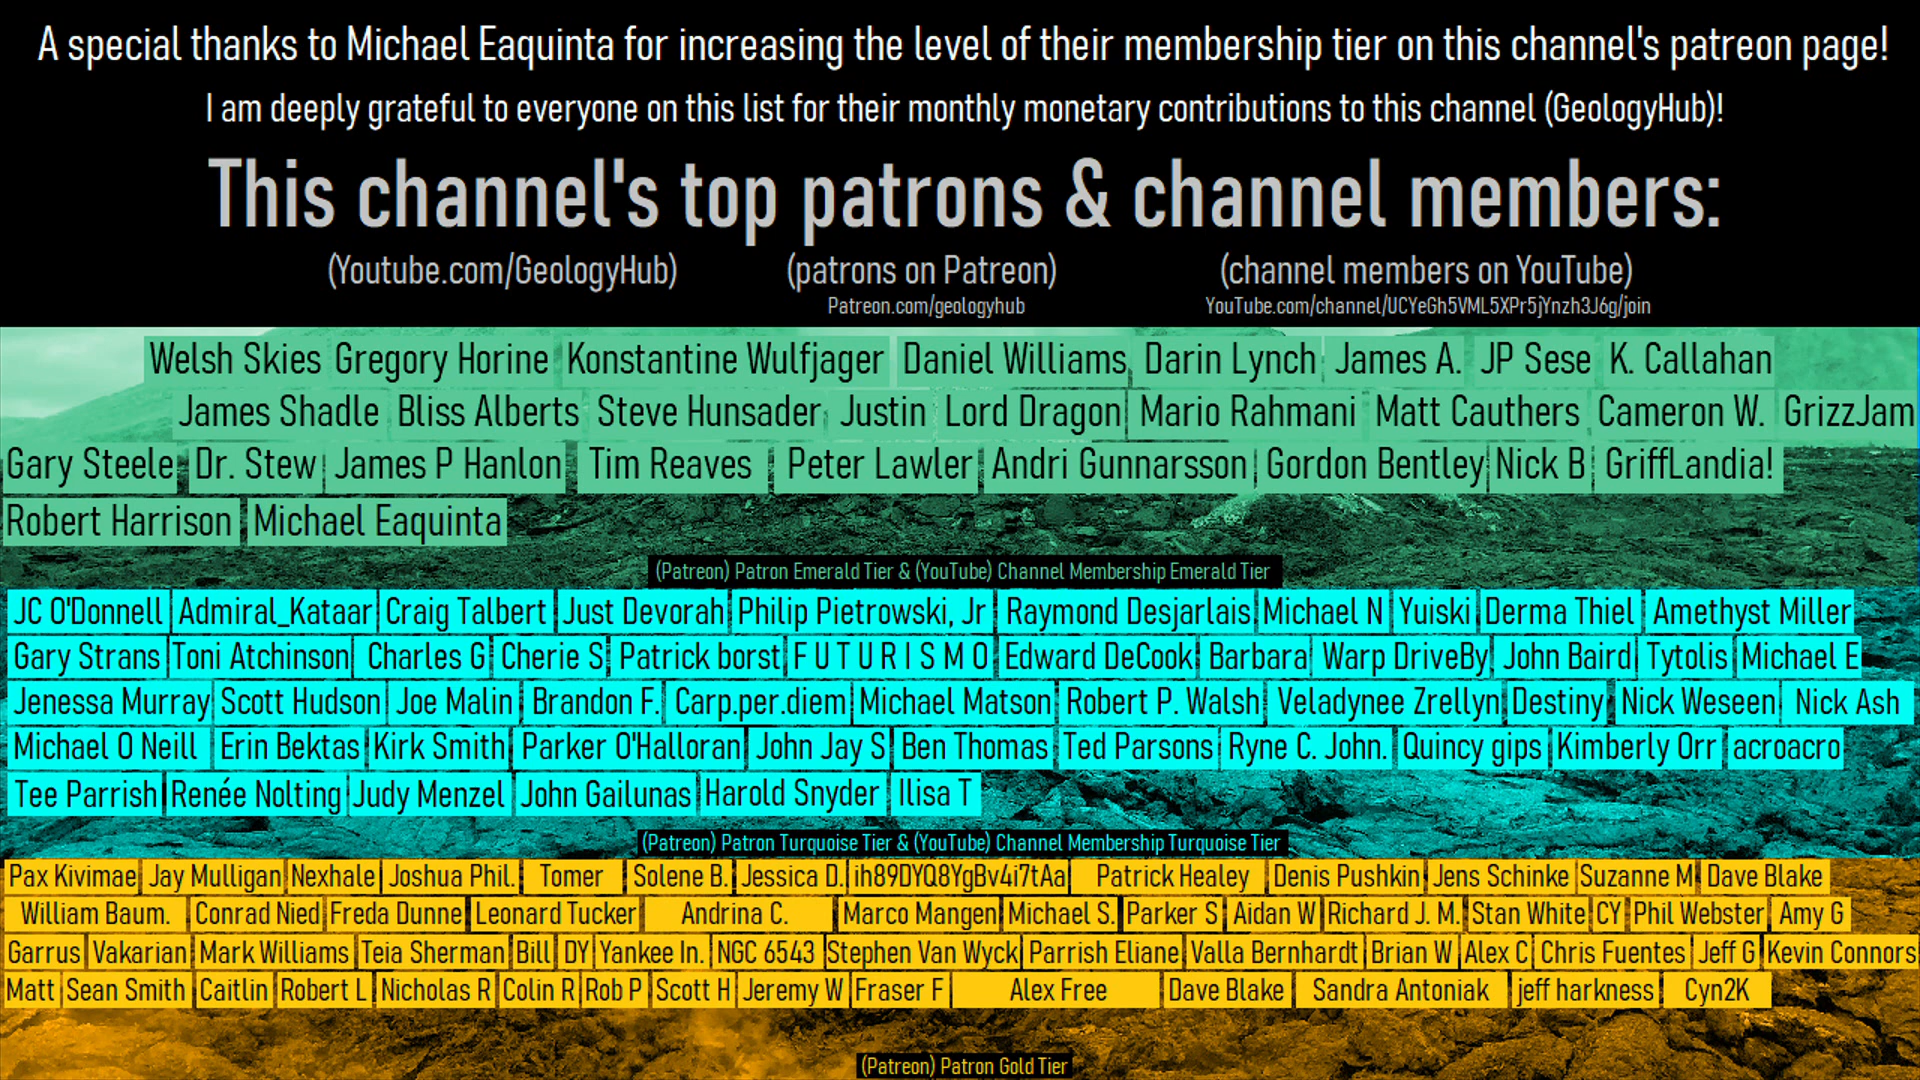 A special thanks to Michael Eaquinta for increasing the level of their membership tier on this channel's patreon page!
I am deeply grateful to everyone on this list for their monthly monetary contributions to this channel (GeologyHub)!
This channel's top patrons & channel members:
(Youtube.com/GeologyHub) (patrons on Patreon) (channel members on YouTube)
Patreon.com/geologyhub YouTube.com/channel/UCYeGh5VML5XPr5jYnzh3J6g/join
Welsh Skies Gregory Horine Konstantine Wulfjager Daniel Williams Darin Lynch James A. JP Sese K. Callahan
James Shadle Bliss Alberts Steve Hunsader Justin Lord Dragon Mario Rahmani Matt Cauthers Cameron W. GrizzJam
Gary Steele Dr. Stew James P Hanlon Tim Reaves Peter Lawler Andri Gunnarsson Gordon Bentley Nick B GriffLandia!
Robert Harrison Michael Eaquinta
(Patreon) Patron Emerald Tier & (YouTube) Channel Membership Emerald Tier
JC O'Donnell Admiral_Kataar Craig Talbert Just Devorah Philip Pietrowski, Jr Raymond Desjarlais Michael N Yuiski Derma Thiel Amethyst Miller
Gary Strans Toni Atchinson Charles G Cherie S Patrick borst F U T U R I S M O Edward DeCook Barbara Warp DriveBy John Baird Tytolis Michael E
Jenessa Murray Scott Hudson Joe Malin Brandon F. Carp.per.diem Michael Matson Robert P. Walsh Veladynee Zrellyn Destiny Nick Weseen Nick Ash
Michael O Neill Erin Bektas Kirk Smith Parker O'Halloran John Jay S Ben Thomas Ted Parsons Ryne C. John. Quincy gips Kimberly Orr acroacro
Tee Parrish Renée Nolting Judy Menzel John Gailunas Harold Snyder Ilisa T
(Patreon) Patron Turquoise Tier & (YouTube) Channel Membership Turquoise Tier
Pax Kivimae Jay Mulligan Nexhale Joshua Phil. Tomer Solene B. Jessica D. ih89DYQ8YgBv4i7tAa Patrick Healey Denis Pushkin Jens Schinke Suzanne M Dave Blake
William Baum. Conrad Nied Freda Dunne Leonard Tucker Andrina C. Marco Mangen Michael S. Parker S Aidan W Richard J. M. Stan White CY Phil Webster Amy G
Garrus Vakarian Mark Williams Teia Sherman Bill DY Yankee In. NGC 6543 Stephen Van Wyck Parrish Eliane Valla Bernhardt Brian W Alex C Chris Fuentes Jeff G Kevin Connors
Matt Sean Smith Caitlin Robert L Nicholas R Colin R Rob P Scott H Jeremy W Fraser F Alex Free Dave Blake Sandra Antoniak jeff harkness Cyn2K
(Patreon) Patron Gold Tier